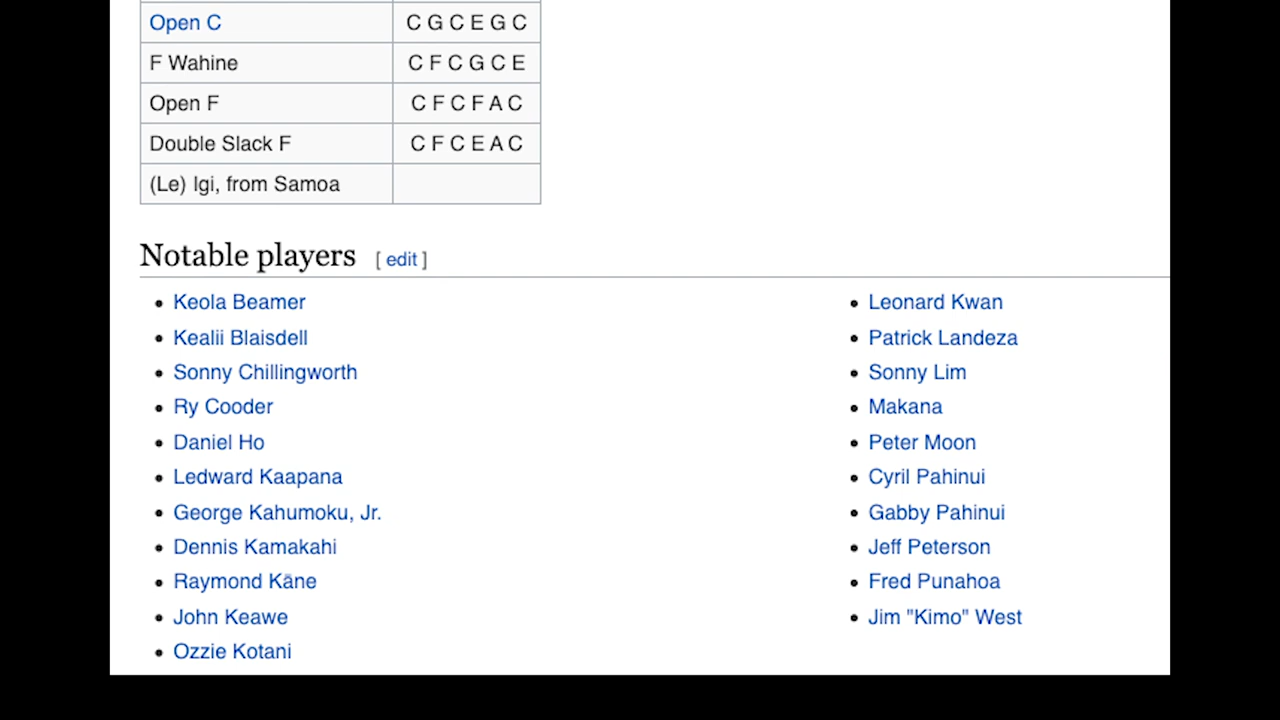 Open C C G C E G C
F Wahine C F C G C E
Open F C F C F A C
Double Slack F C F C E A C
(Le) Igi, from Samoa
Notable players [ edit ]
Keola Beamer
Kealii Blaisdell
Sonny Chillingworth
Ry Cooder
Daniel Ho
Ledward Kaapana
George Kahumoku, Jr.
Dennis Kamakahi
Raymond Kāne
John Keawe
Ozzie Kotani
Leonard Kwan
Patrick Landeza
Sonny Lim
Makana
Peter Moon
Cyril Pahinui
Gabby Pahinui
Jeff Peterson
Fred Punahoa
Jim "Kimo" West